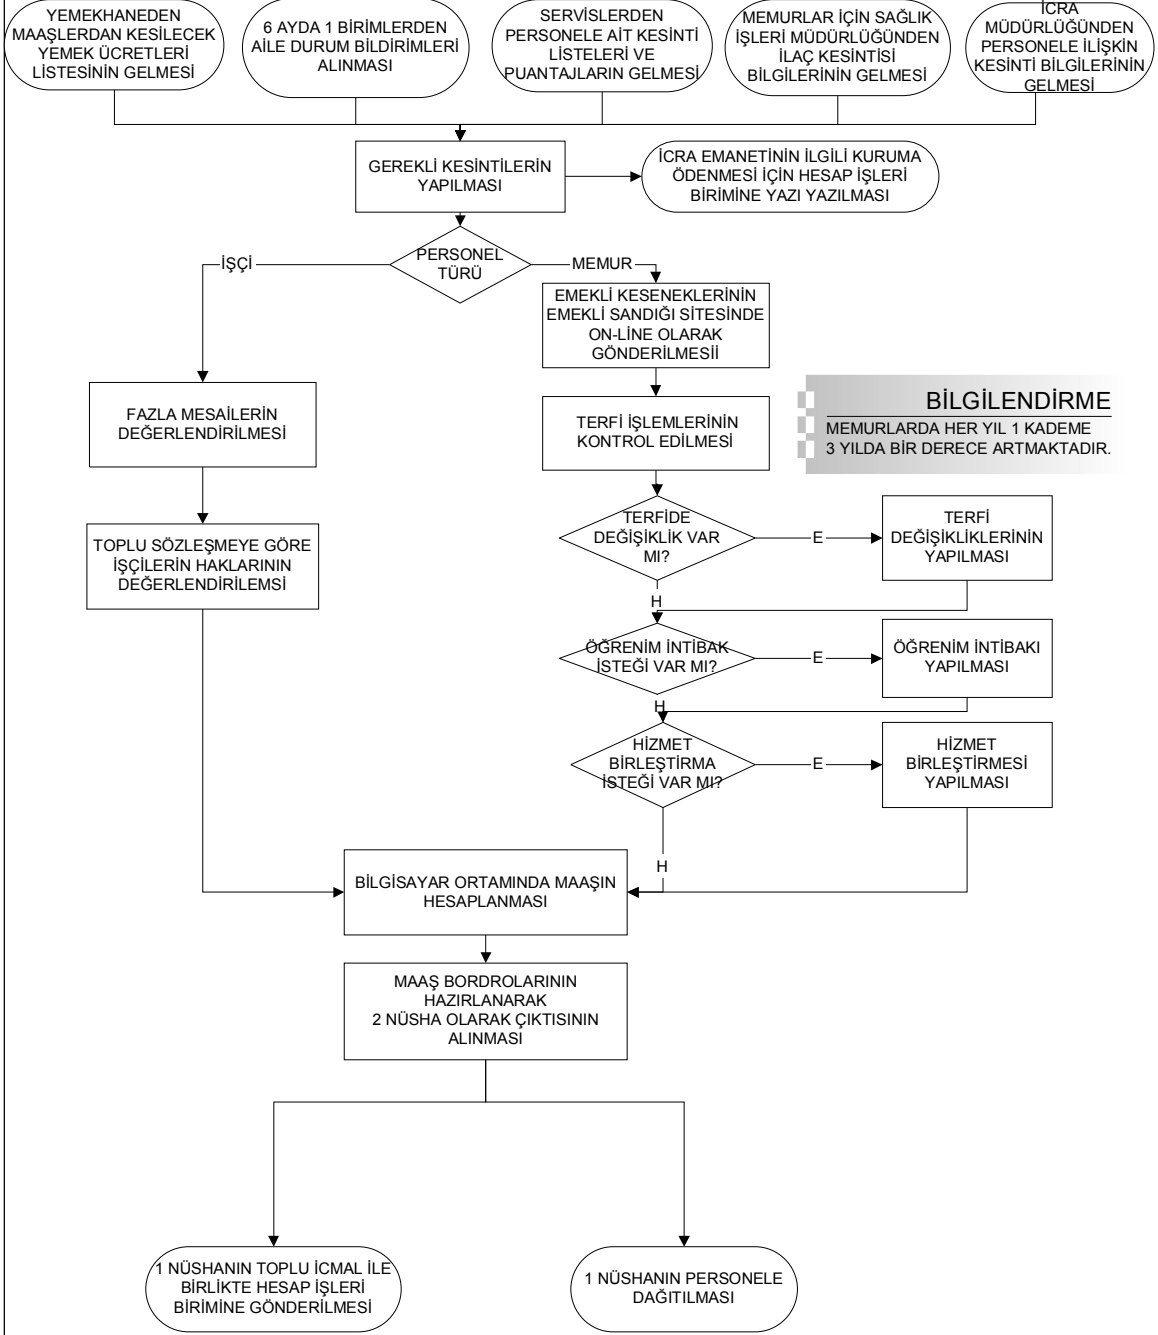 YEMEKHANEDEN
MAAŞLERDAN KESİLECEK
YEMEK ÜCRETLERİ
LİSTESİNİN GELMESİ
6 AYDA 1 BİRİMLERDEN
AİLE DURUM BİLDİRİMLERİ
ALINMASI
SERVİSLERDEN
PERSONELE AİT KESİNTİ
LİSTELERİ VE
PUANTAJLARIN GELMESİ
MEMURLAR İÇİN SAĞLIK
İŞLERİ MÜDÜRLÜĞÜNDEN
İLAÇ KESİNTİSİ
BİLGİLERİNİN GELMESİ
İCRA
MÜDÜRLÜĞÜNDEN
PERSONELE İLİŞKİN
KESİNTİ BİLGİLERİNİN
GELMESİ
GEREKLİ KESİNTİLERİN
YAPILMASI
İCRA EMANETİNİN İLGİLİ KURUMA
ÖDENMESİ İÇİN HESAP İŞLERİ
BİRİMİNE YAZI YAZILMASI
PERSONEL
TÜRÜ
İŞÇİ
MEMUR
EMEKLİ KESENEKLERİNİN
EMEKLİ SANDIĞI SİTESİNDE
ON-LİNE OLARAK
GÖNDERİLMESİİ
FAZLA MESAİLERİN
DEĞERLENDİRİLMESİ
TERFİ İŞLEMLERİNİN
KONTROL EDİLMESİ
BİLGİLENDİRME
MEMURLARDA HER YIL 1 KADEME
3 YILDA BİR DERECE ARTMAKTADIR.
TOPLU SÖZLEŞMEYE GÖRE
İŞÇİLERİN HAKLARININ
DEĞERLENDİRİLEMSİ
TERFİDE
DEĞİŞİKLİK VAR
MI?
E
TERFİ
DEĞİŞİKLİKLERİNİN
YAPILMASI
H
ÖĞRENİM İNTİBAK
İSTEĞİ VAR MI?
E
ÖĞRENİM İNTİBAKI
YAPILMASI
H
HİZMET
BİRLEŞTİRMA
İSTEĞİ VAR MI?
E
HİZMET
BİRLEŞTİRMESİ
YAPILMASI
H
BİLGİSAYAR ORTAMINDA MAAŞIN
HESAPLANMASI
MAAŞ BORDROLARININ
HAZIRLANARAK
2 NÜSHA OLARAK ÇIKTISININ
ALINMASI
1 NÜSHANIN TOPLU İCMAL İLE
BİRLİKTE HESAP İŞLERİ
BİRİMİNE GÖNDERİLMESİ
1 NÜSHANIN PERSONELE
DAĞITILMASI